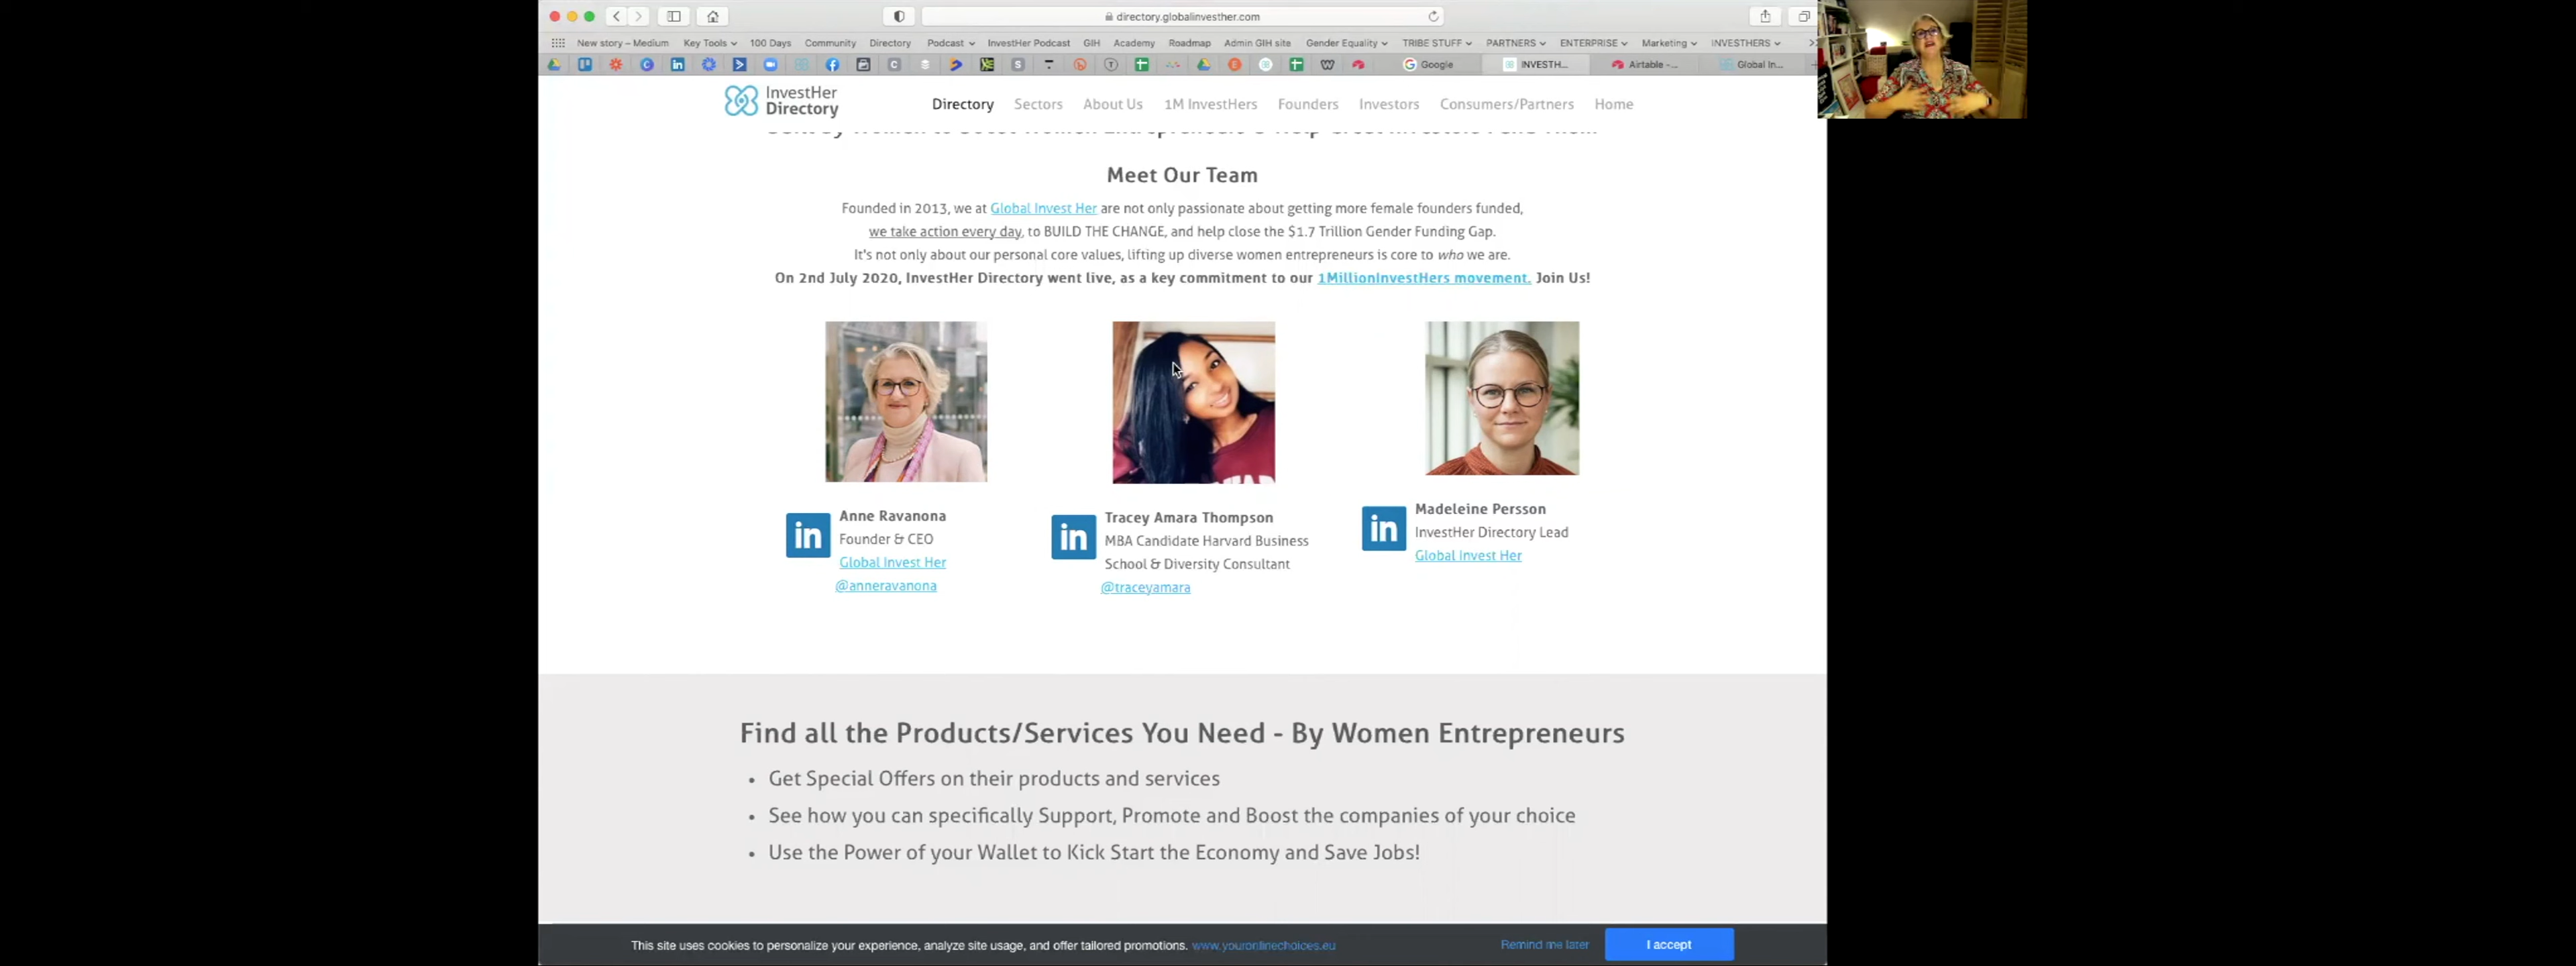 directory.globalinvesther.com
New story – Medium Key Tools 100 Days Community Directory Podcast InvestHer Podcast GIH Academy Roadmap Admin GIH site Gender Equality TRIBE STUFF PARTNERS ENTERPRISE Marketing INVESTHERS
Google INVESTH... Airtable -... Global In...
InvestHer
Directory
Directory Sectors About Us 1M InvestHers Founders Investors Consumers/Partners Home
Meet Our Team
Founded in 2013, we at Global Invest Her are not only passionate about getting more female founders funded,
we take action every day, to BUILD THE CHANGE, and help close the $1.7 Trillion Gender Funding Gap.
It's not only about our personal core values, lifting up diverse women entrepreneurs is core to who we are.
On 2nd July 2020, InvestHer Directory went live, as a key commitment to our 1MillionInvestHers movement. Join Us!
in Anne Ravanona
Founder & CEO
Global Invest Her
@anneravanona
in Tracey Amara Thompson
MBA Candidate Harvard Business
School & Diversity Consultant
@traceyamara
in Madeleine Persson
InvestHer Directory Lead
Global Invest Her
Find all the Products/Services You Need - By Women Entrepreneurs
• Get Special Offers on their products and services
• See how you can specifically Support, Promote and Boost the companies of your choice
• Use the Power of your Wallet to Kick Start the Economy and Save Jobs!
This site uses cookies to personalize your experience, analyze site usage, and offer tailored promotions. www.youronlinechoices.eu Remind me later I accept